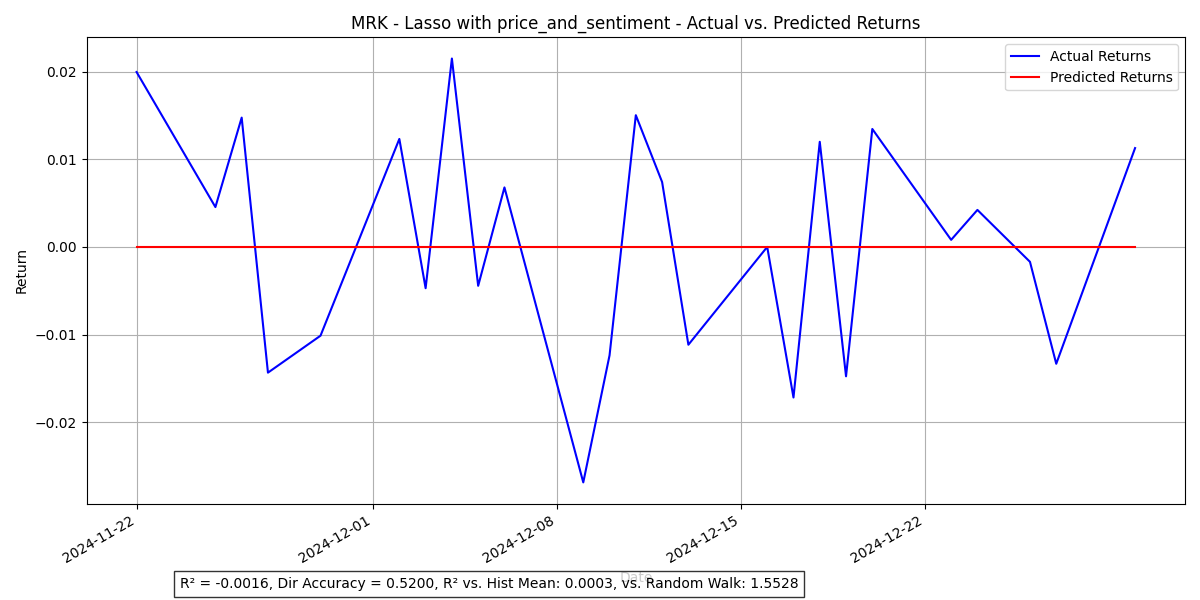 MRK - Lasso with price_and_sentiment - Actual vs. Predicted Returns
Actual Returns
Predicted Returns
0.02
0.01
0.00
−0.01
−0.02
Return
2024-11-22
2024-12-01
2024-12-08
2024-12-15
2024-12-22
Date
R² = -0.0016, Dir Accuracy = 0.5200, R² vs. Hist Mean: 0.0003, vs. Random Walk: 1.5528